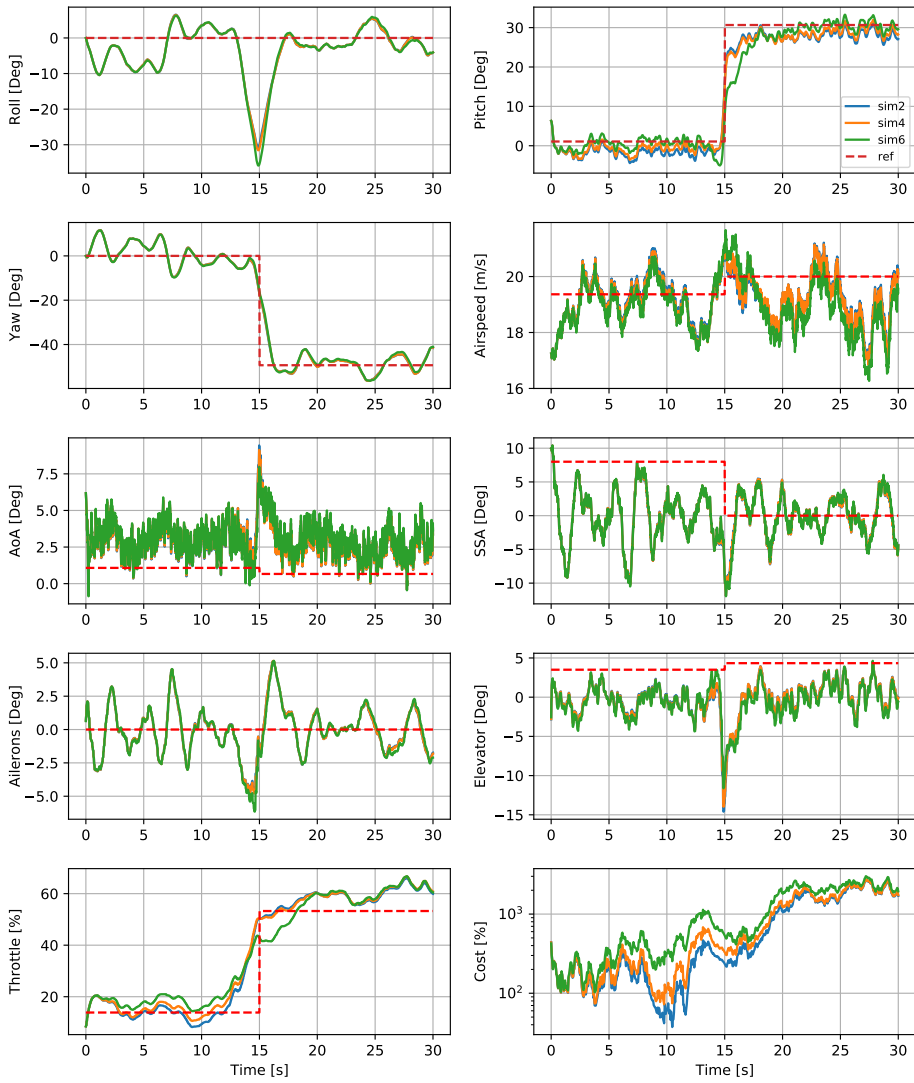 0
−10
−20
−30
Roll [Deg]
0 5 10 15 20 25 30
30
20
10
0
Pitch [Deg]
sim2
sim4
sim6
ref
0 5 10 15 20 25 30
0
−20
−40
Yaw [Deg]
0 5 10 15 20 25 30
20
18
16
Airspeed [m/s]
0 5 10 15 20 25 30
7.5
5.0
2.5
0.0
AoA [Deg]
0 5 10 15 20 25 30
10
5
0
−5
−10
SSA [Deg]
0 5 10 15 20 25 30
5.0
2.5
0.0
−2.5
−5.0
Ailerons [Deg]
0 5 10 15 20 25 30
5
0
−5
−10
−15
Elevator [Deg]
0 5 10 15 20 25 30
60
40
20
Throttle [%]
0 5 10 15 20 25 30
Time [s]
10³
10²
Cost [%]
0 5 10 15 20 25 30
Time [s]